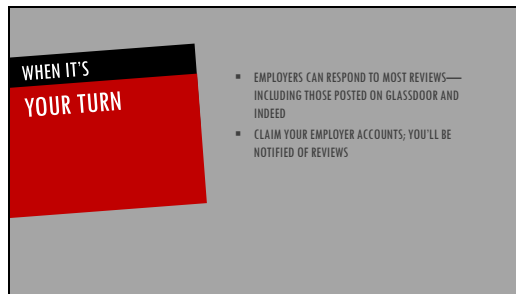 WHEN IT'S
YOUR TURN
▪ EMPLOYERS CAN RESPOND TO MOST REVIEWS—
INCLUDING THOSE POSTED ON GLASSDOOR AND
INDEED
▪ CLAIM YOUR EMPLOYER ACCOUNTS; YOU'LL BE
NOTIFIED OF REVIEWS